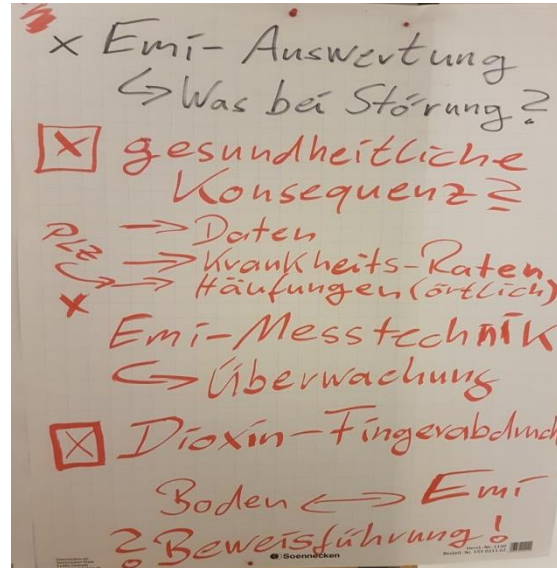 × Emi-Auswertung
↳ Was bei Störung?
☒ gesundheitliche
Konsequenz?
→ Daten
PLZ → Krankheits-Raten
→ Häufungen (örtlich)
×
Emi-Messtechnik
↳ Überwachung
☒ Dioxin-Fingerabdruck
Boden ↔ Emi
? Beweisführung!
Soennecken